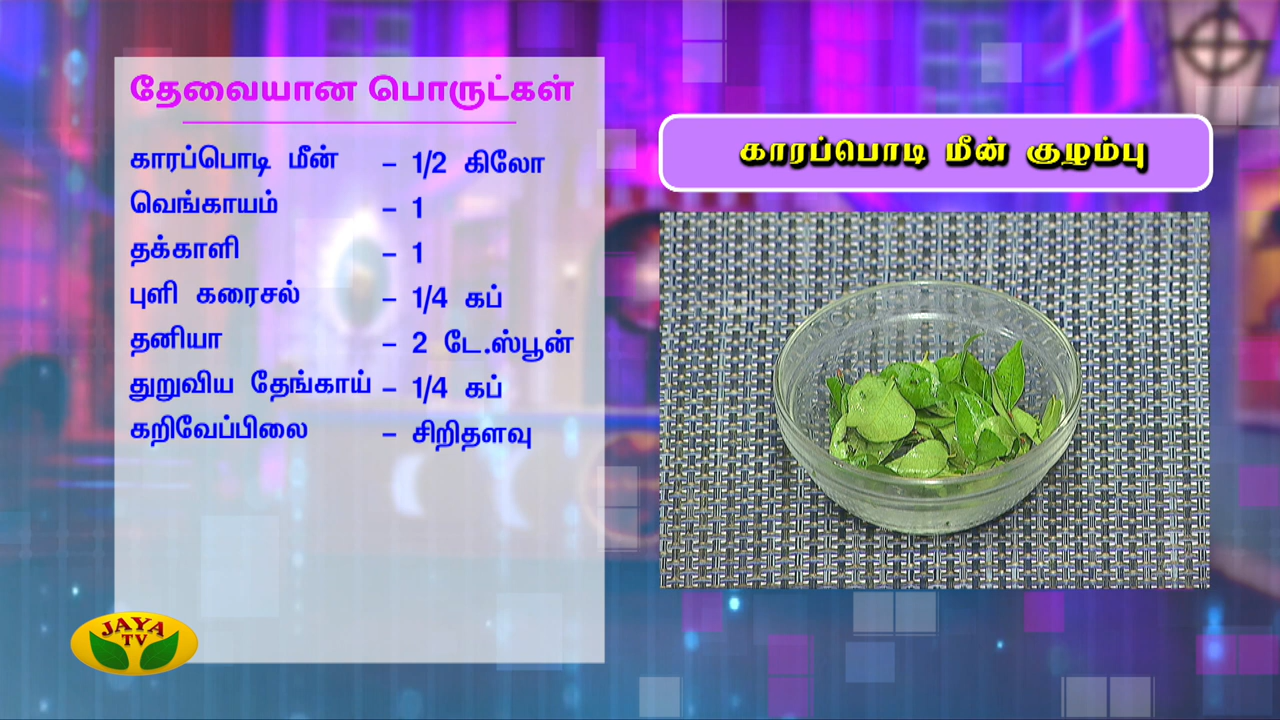 தேவையான பொருட்கள்
காரப்பொடி மீன் – 1/2 கிலோ
வெங்காயம் – 1
தக்காளி – 1
புளி கரைசல் – 1/4 கப்
தனியா – 2 டே.ஸ்பூன்
துருவிய தேங்காய் – 1/4 கப்
கறிவேப்பிலை – சிறிதளவு
காரப்பொடி மீன் குழம்பு
JAYA
TV